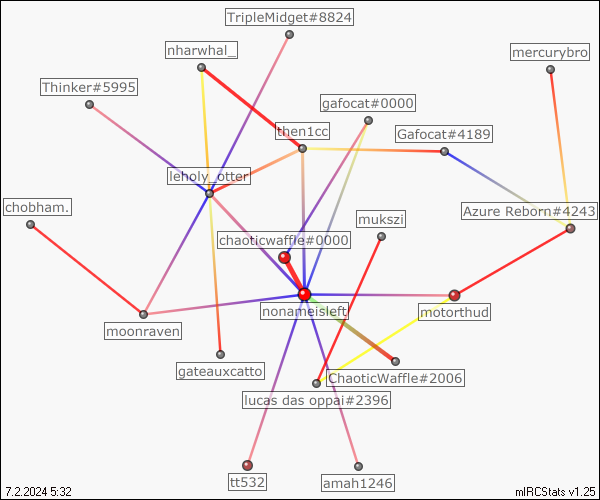 TripleMidget#8824
nharwhal_
mercurybro
Thinker#5995
gafocat#0000
then1cc
Gafocat#4189
leholy_otter
chobham.
Azure Reborn#4243
mukszi
chaoticwaffle#0000
nonameisleft
motorthud
moonraven
gateauxcatto
ChaoticWaffle#2006
lucas das oppai#2396
tt532
amah1246
7.2.2024 5:32
mIRCStats v1.25